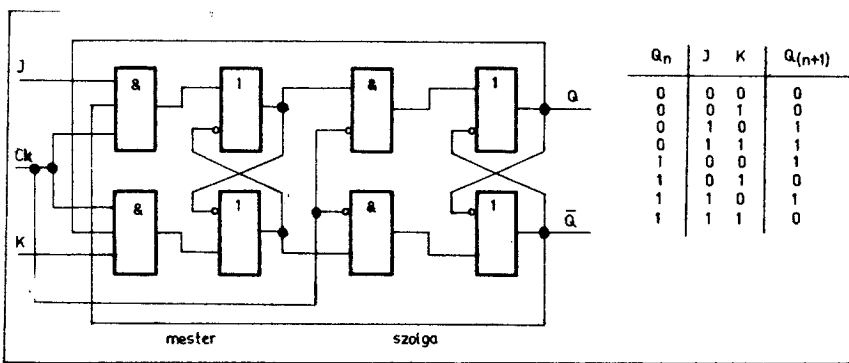 J
Ck
K
& 1 & 1
& 1 & 1
Q
Q̄
mester szolga
Qn J K Q(n+1)
0 0 0 0
0 0 1 0
0 1 0 1
0 1 1 1
1 0 0 1
1 0 1 0
1 1 0 1
1 1 1 0